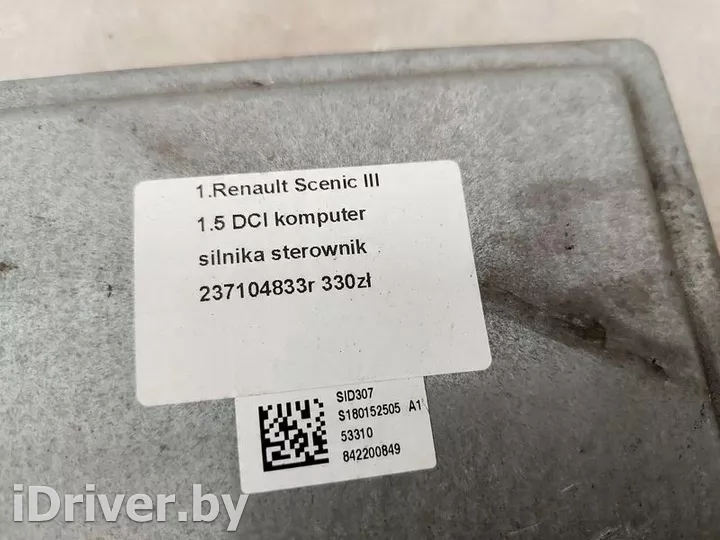 1.Renault Scenic III
1.5 DCI komputer
silnika sterownik
237104833r 330zł
SID307
S180152505 A1
53310
842200849
iDriver.by